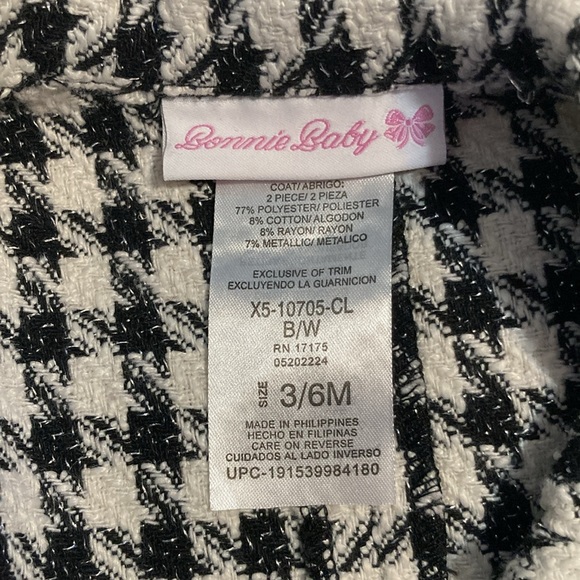 Bonnie Baby
COAT/ABRIGO:
2 PIECE/ 2 PIEZA
77% POLYESTER/ POLIESTER
8% COTTON/ ALGODON
8% RAYON/ RAYON
7% METALLIC/ METALICO
EXCLUSIVE OF TRIM
EXCLUYENDO LA GUARNICION
X5-10705-CL
B/W
RN 17175
05202224
SIZE 3/6M
MADE IN PHILIPPINES
HECHO EN FILIPINAS
CARE ON REVERSE
CUIDADOS AL LADO INVERSO
UPC-191539984180